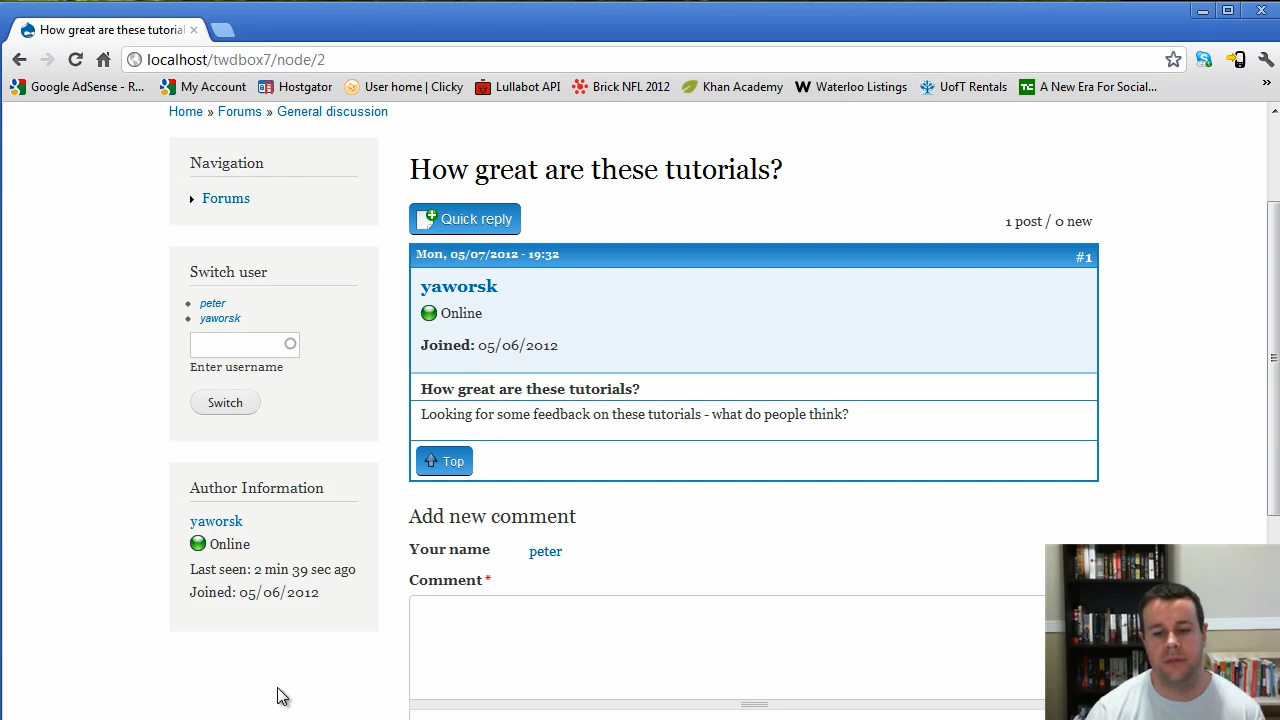 How great are these tutorial
localhost/twdbox7/node/2
Google AdSense - R...
My Account
Hostgator
User home | Clicky
Lullabot API
Brick NFL 2012
Khan Academy
W Waterloo Listings
UofT Rentals
TC A New Era For Social...
»
Home » Forums » General discussion
Navigation
Forums
Switch user
peter
yaworsk
Enter username
Switch
Author Information
yaworsk
Online
Last seen: 2 min 39 sec ago
Joined: 05/06/2012
How great are these tutorials?
Quick reply
1 post / 0 new
Mon, 05/07/2012 - 19:32
#1
yaworsk
Online
Joined: 05/06/2012
How great are these tutorials?
Looking for some feedback on these tutorials - what do people think?
Top
Add new comment
Your name peter
Comment *